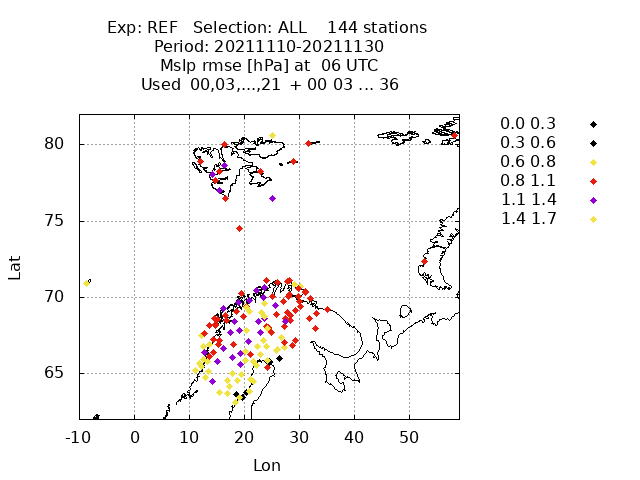 Exp: REF Selection: ALL 144 stations
Period: 20211110-20211130
Mslp rmse [hPa] at 06 UTC
Used 00,03,...,21 + 00 03 ... 36
0.0 0.3
0.3 0.6
0.6 0.8
0.8 1.1
1.1 1.4
1.4 1.7
80
75
70
65
Lat
-10 0 10 20 30 40 50
Lon